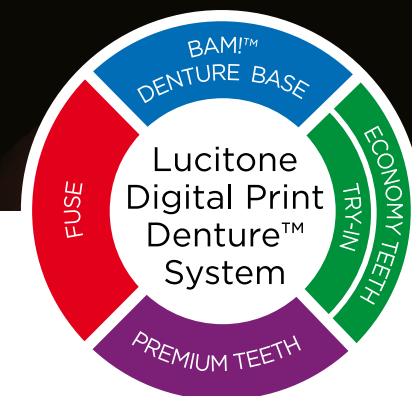 BAM!™
DENTURE BASE
ECONOMY TEETH
TRY-IN
PREMIUM TEETH
FUSE
Lucitone
Digital Print
Denture™
System